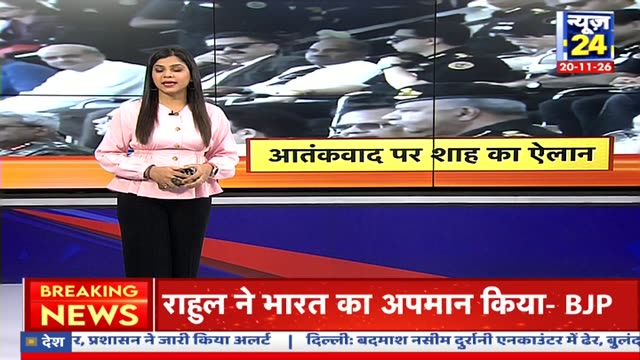 न्यूज़
24
20-11-26
आतंकवाद पर शाह का ऐलान
BREAKING
NEWS
राहुल ने भारत का अपमान किया- BJP
देश
र, प्रशासन ने जारी किया अलर्ट | दिल्ली: बदमाश नसीम दुर्रानी एनकाउंटर में ढेर, बुलंद